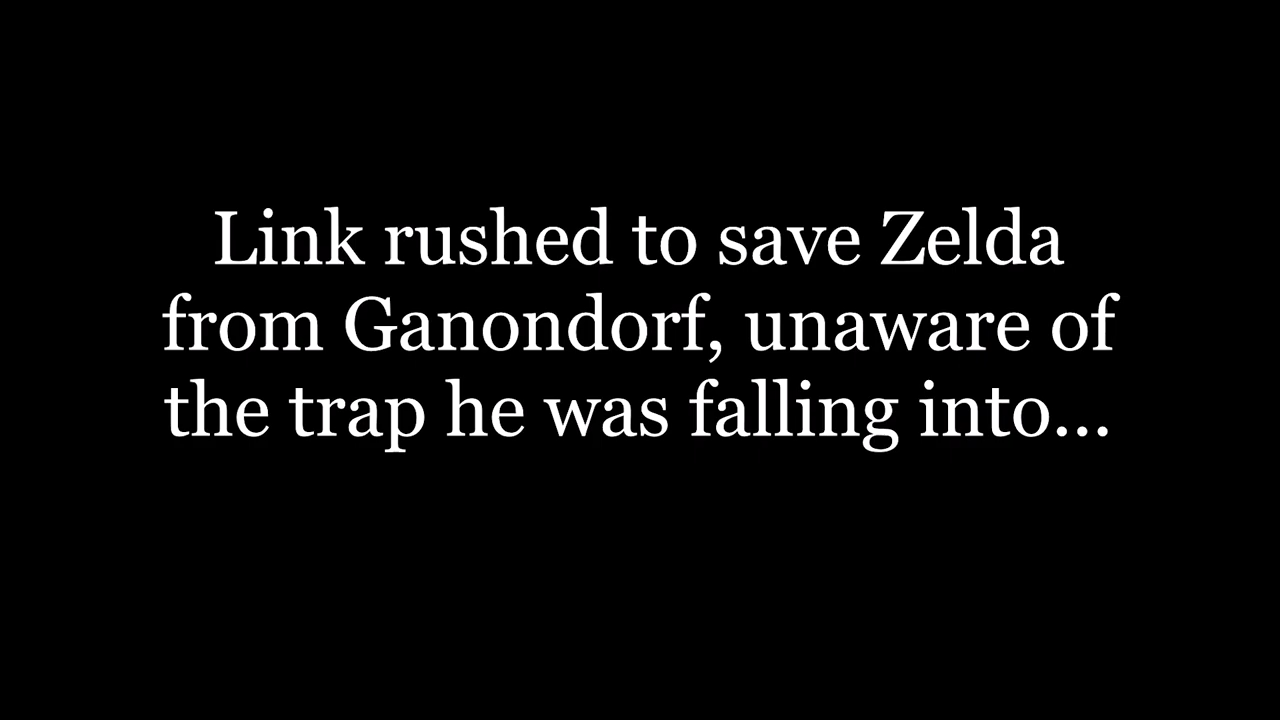 Link rushed to save Zelda
from Ganondorf, unaware of
the trap he was falling into...